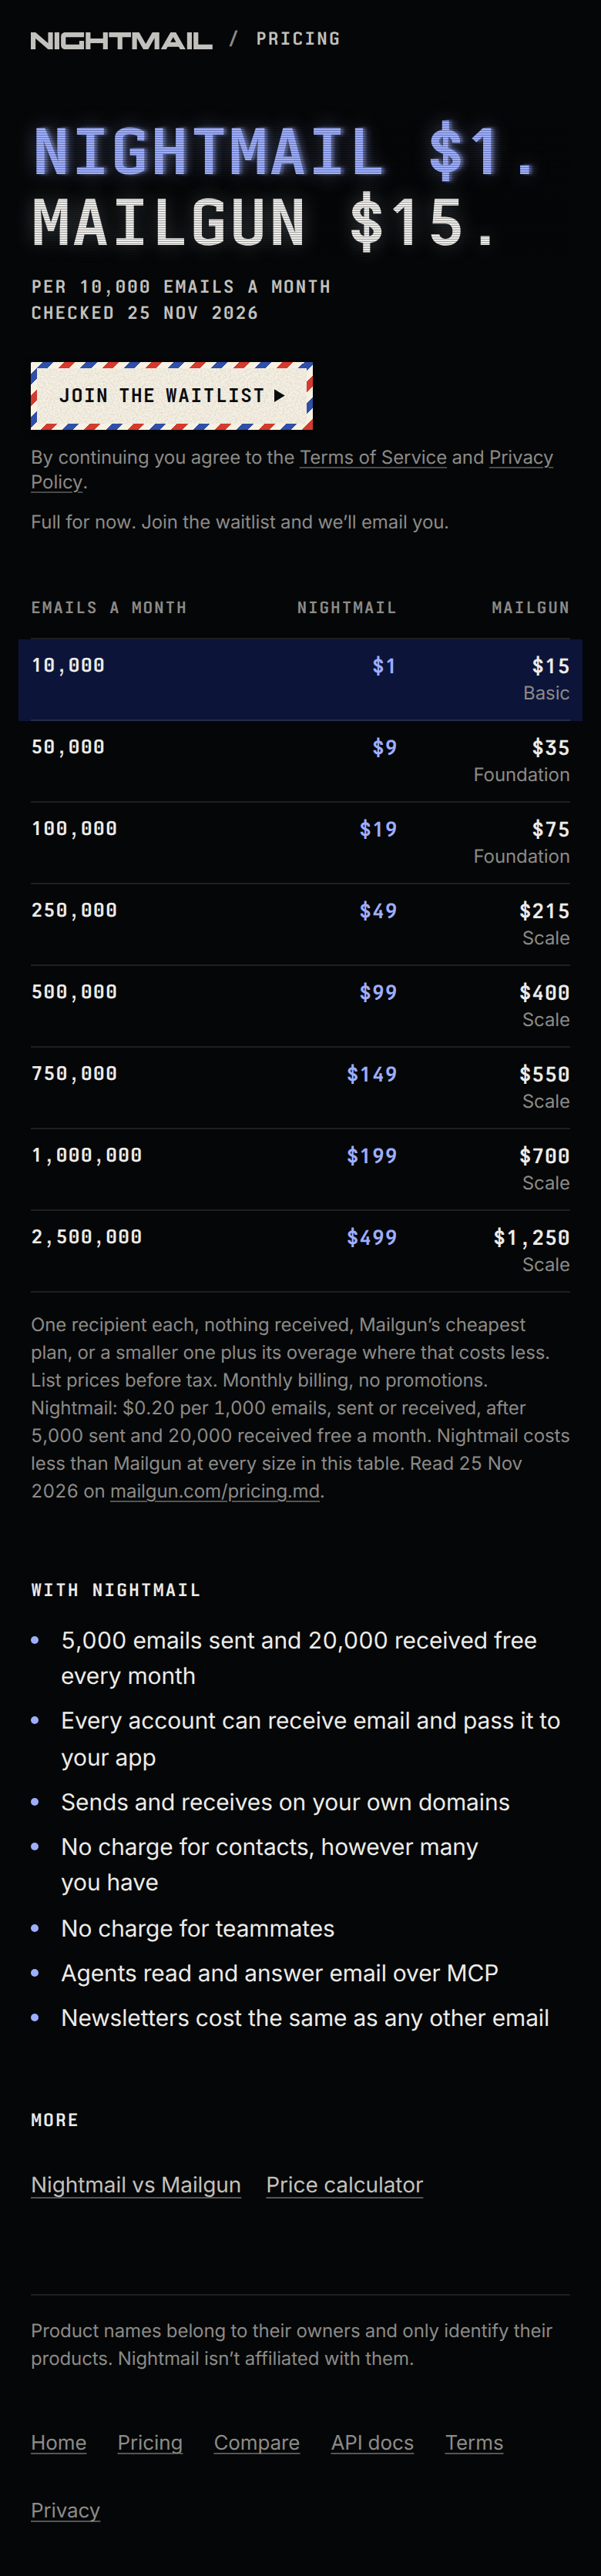 NIGHTMAIL / PRICING
NIGHTMAIL $1.
MAILGUN $15.
PER 10,000 EMAILS A MONTH
CHECKED 25 NOV 2026
JOIN THE WAITLIST
By continuing you agree to the Terms of Service and Privacy
Policy.
Full for now. Join the waitlist and we’ll email you.
EMAILS A MONTH NIGHTMAIL MAILGUN
10,000 $1 $15
Basic
50,000 $9 $35
Foundation
100,000 $19 $75
Foundation
250,000 $49 $215
Scale
500,000 $99 $400
Scale
750,000 $149 $550
Scale
1,000,000 $199 $700
Scale
2,500,000 $499 $1,250
Scale
One recipient each, nothing received, Mailgun’s cheapest
plan, or a smaller one plus its overage where that costs less.
List prices before tax. Monthly billing, no promotions.
Nightmail: $0.20 per 1,000 emails, sent or received, after
5,000 sent and 20,000 received free a month. Nightmail costs
less than Mailgun at every size in this table. Read 25 Nov
2026 on mailgun.com/pricing.md.
WITH NIGHTMAIL
5,000 emails sent and 20,000 received free
every month
Every account can receive email and pass it to
your app
Sends and receives on your own domains
No charge for contacts, however many
you have
No charge for teammates
Agents read and answer email over MCP
Newsletters cost the same as any other email
MORE
Nightmail vs Mailgun Price calculator
Product names belong to their owners and only identify their
products. Nightmail isn’t affiliated with them.
Home Pricing Compare API docs Terms
Privacy